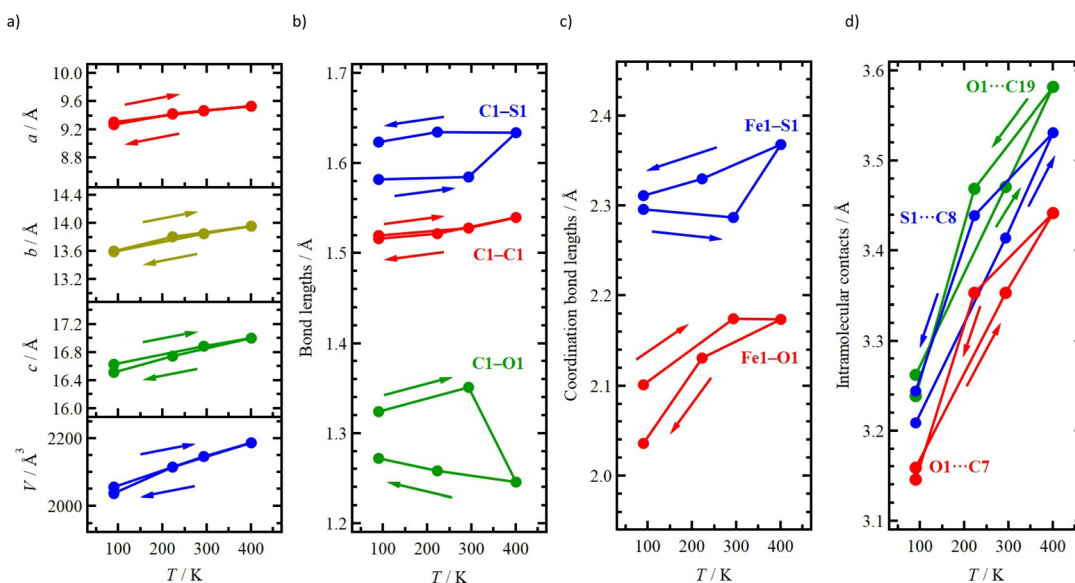 a)
b)
c)
d)
10.0
9.6
9.2
8.8
a / Å
14.4
14.0
13.6
13.2
b / Å
17.2
16.8
16.4
16.0
c / Å
2200
2000
V / Å³
100 200 300 400
T / K
1.7
1.6
1.5
1.4
1.3
1.2
Bond lengths / Å
C1–S1
C1–C1
C1–O1
100 200 300 400
T / K
2.4
2.3
2.2
2.1
2.0
Coordination bond lengths / Å
Fe1–S1
Fe1–O1
100 200 300 400
T / K
3.6
3.5
3.4
3.3
3.2
3.1
Intramolecular contacts / Å
O1···C19
S1···C8
O1···C7
100 200 300 400
T / K